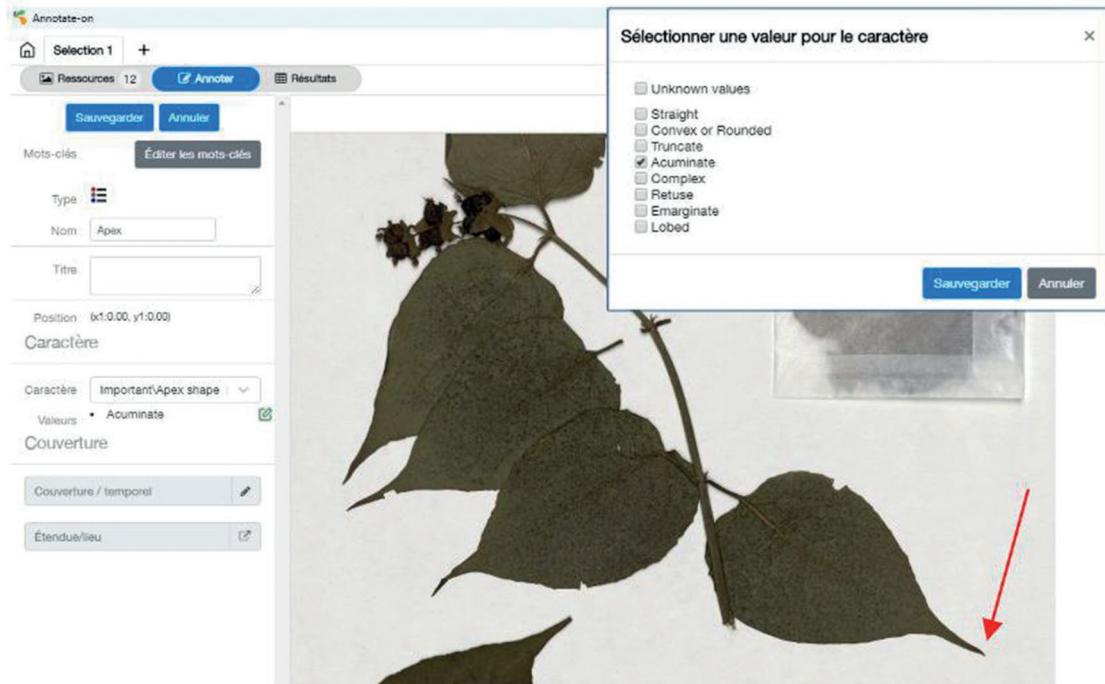 Annotate-on
Selection 1 +
Ressources 12 Annoter Résultats
Sauvegarder Annuler
Mots-clés Éditer les mots-clés
Type
Nom Apex
Titre
Position (x1:0.00, y1:0.00)
Caractère
Caractère Important\Apex shape
Valeurs • Acuminate
Couverture
Couverture / temporel
Étendue/lieu
Sélectionner une valeur pour le caractère ×
Unknown values
Straight
Convex or Rounded
Truncate
Acuminate
Complex
Retuse
Emarginate
Lobed
Sauvegarder Annuler